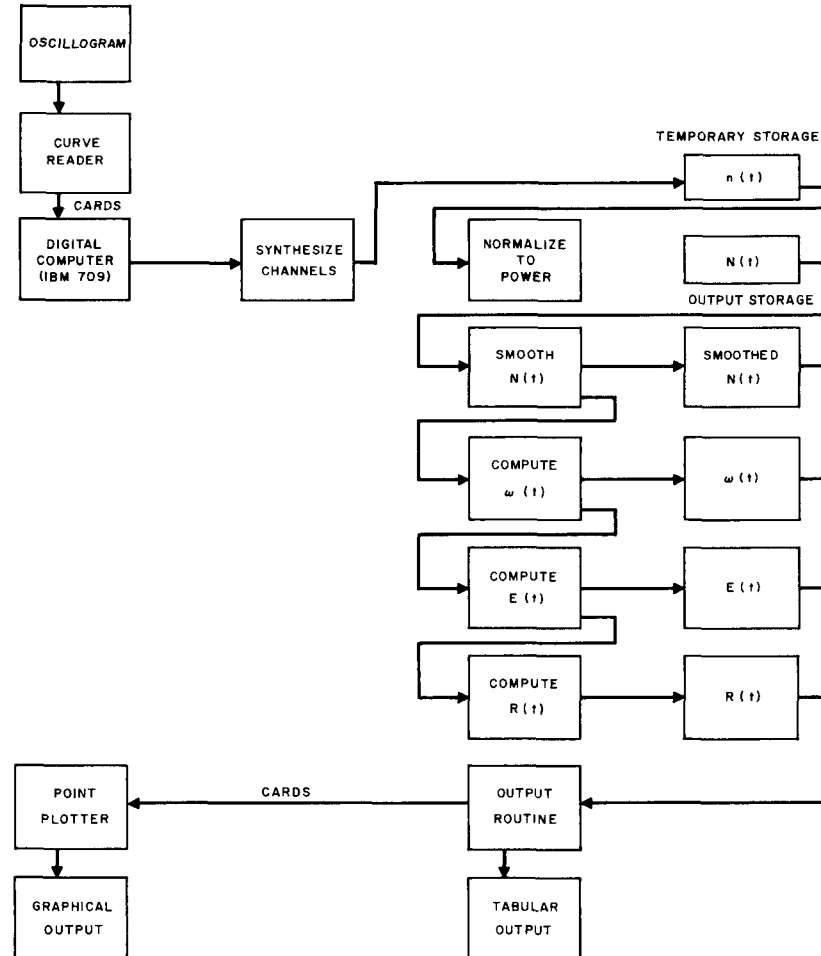 OSCILLOGRAM
CURVE
READER
CARDS
DIGITAL
COMPUTER
(IBM 709)
SYNTHESIZE
CHANNELS
TEMPORARY STORAGE
n(t)
NORMALIZE
TO
POWER
N(t)
OUTPUT STORAGE
SMOOTH
N(t)
SMOOTHED
N(t)
COMPUTE
ω(t)
ω(t)
COMPUTE
E(t)
E(t)
COMPUTE
R(t)
R(t)
POINT
PLOTTER
CARDS
OUTPUT
ROUTINE
GRAPHICAL
OUTPUT
TABULAR
OUTPUT